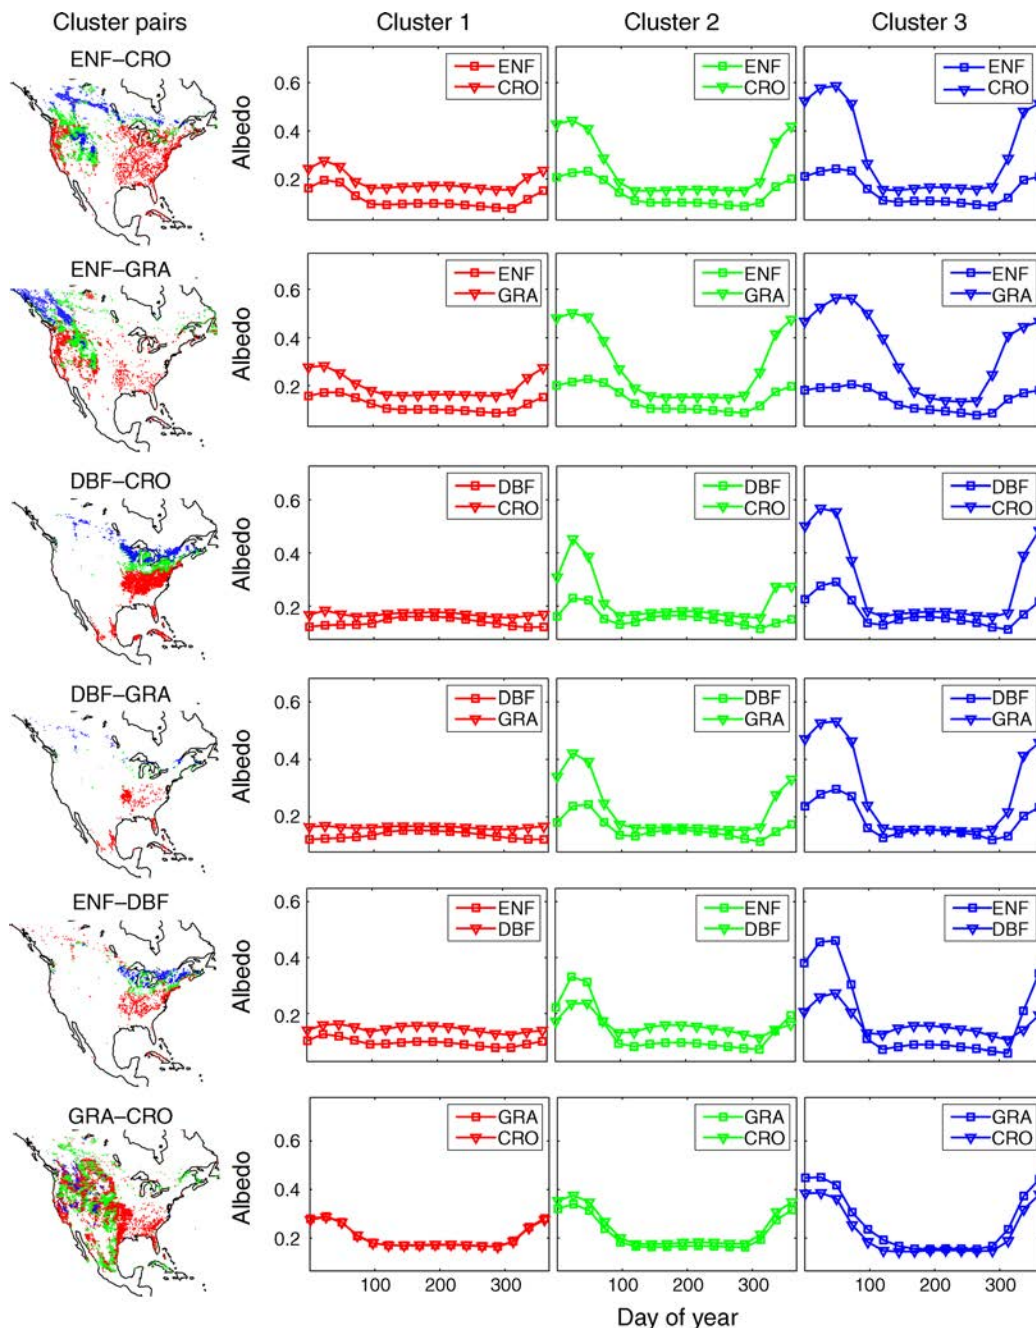 Cluster pairs Cluster 1 Cluster 2 Cluster 3
ENF–CRO
Albedo
0.6
0.4
0.2
ENF
CRO
ENF
CRO
ENF
CRO
ENF–GRA
Albedo
0.6
0.4
0.2
ENF
GRA
ENF
GRA
ENF
GRA
DBF–CRO
Albedo
0.6
0.4
0.2
DBF
CRO
DBF
CRO
DBF
CRO
DBF–GRA
Albedo
0.6
0.4
0.2
DBF
GRA
DBF
GRA
DBF
GRA
ENF–DBF
Albedo
0.6
0.4
0.2
ENF
DBF
ENF
DBF
ENF
DBF
GRA–CRO
Albedo
0.6
0.4
0.2
GRA
CRO
GRA
CRO
GRA
CRO
100 200 300 100 200 300 100 200 300
Day of year